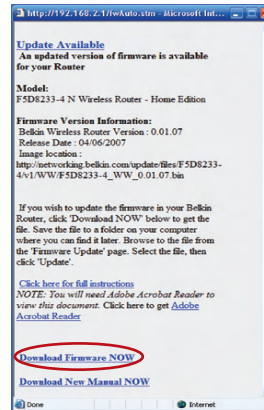 http://192.168.2.1/fwAuto.stm - Microsoft Int...
Update Available
An updated version of firmware is available
for your Router
Model:
F5D8233-4 N Wireless Router - Home Edition
Firmware Version Information:
Belkin Wireless Router Version : 0.01.07
Release Date : 04/06/2007
Image location :
http://networking.belkin.com/update/files/F5D8233-
4/v1/WW/F5D8233-4_WW_0.01.07.bin
If you wish to update the firmware in your Belkin
Router, click 'Download NOW' below to get the
file. Save the file to a folder on your computer
where you can find it later. Browse to the file from
the 'Firmware Update' page. Select the file, then
click 'Update'.
Click here for full instructions
NOTE: You will need Adobe Acrobat Reader to
view this document. Click here to get Adobe
Acrobat Reader
Download Firmware NOW
Download New Manual NOW
Done Internet